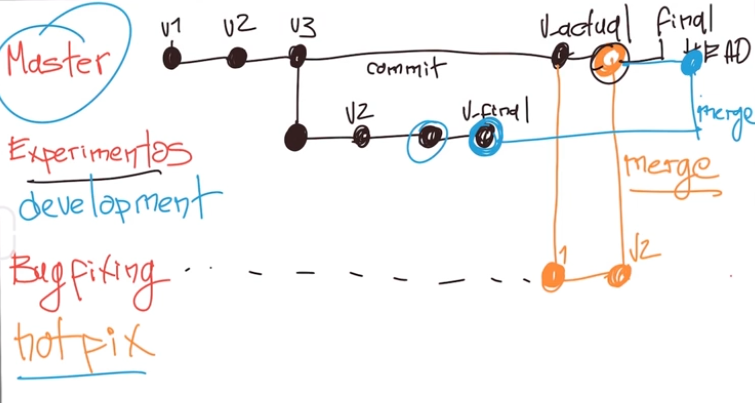 v1 v2 v3 v-actual final
Master
commit
HEAD
v2 v-final
merge
Experimentos
merge
development
1 v2
Bugfixing
hotfix